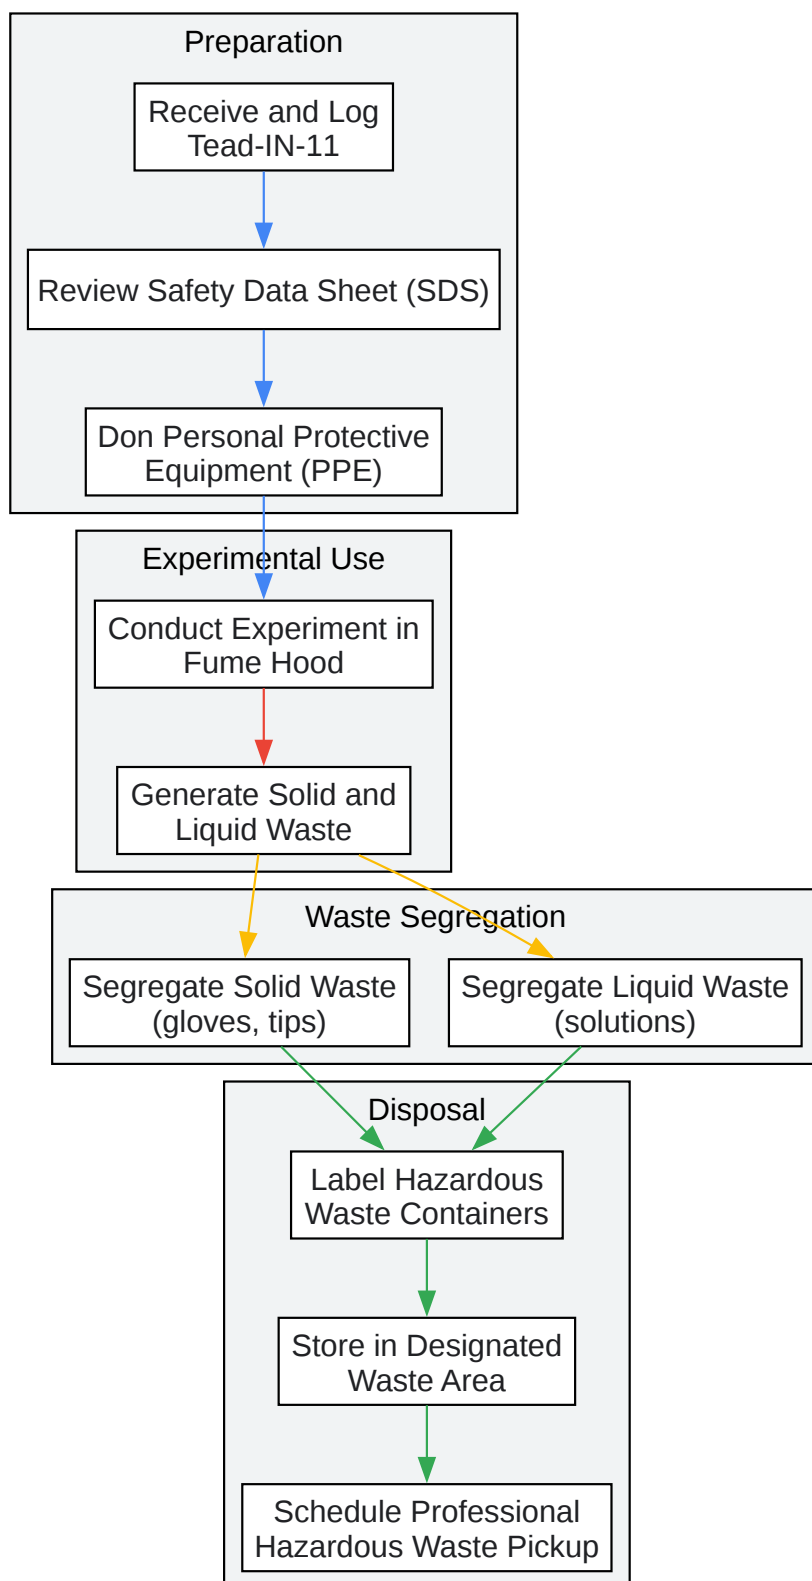 Preparation
Receive and Log
Tead-IN-11
Review Safety Data Sheet (SDS)
Don Personal Protective
Equipment (PPE)
Experimental Use
Conduct Experiment in
Fume Hood
Generate Solid and
Liquid Waste
Waste Segregation
Segregate Solid Waste
(gloves, tips)
Segregate Liquid Waste
(solutions)
Disposal
Label Hazardous
Waste Containers
Store in Designated
Waste Area
Schedule Professional
Hazardous Waste Pickup